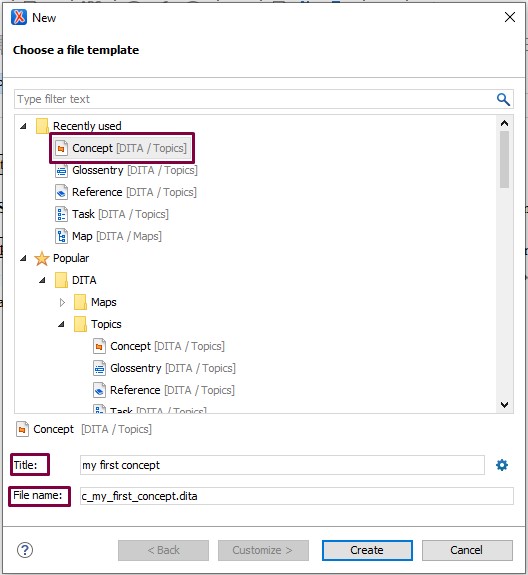 New
Choose a file template
Type filter text
Recently used
Concept [DITA / Topics]
Glossentry [DITA / Topics]
Reference [DITA / Topics]
Task [DITA / Topics]
Map [DITA / Maps]
Popular
DITA
Maps
Topics
Concept [DITA / Topics]
Glossentry [DITA / Topics]
Reference [DITA / Topics]
Task [DITA / Topics]
Concept [DITA / Topics]
Title: my first concept
File name: c_my_first_concept.dita
? < Back Customize > Create Cancel